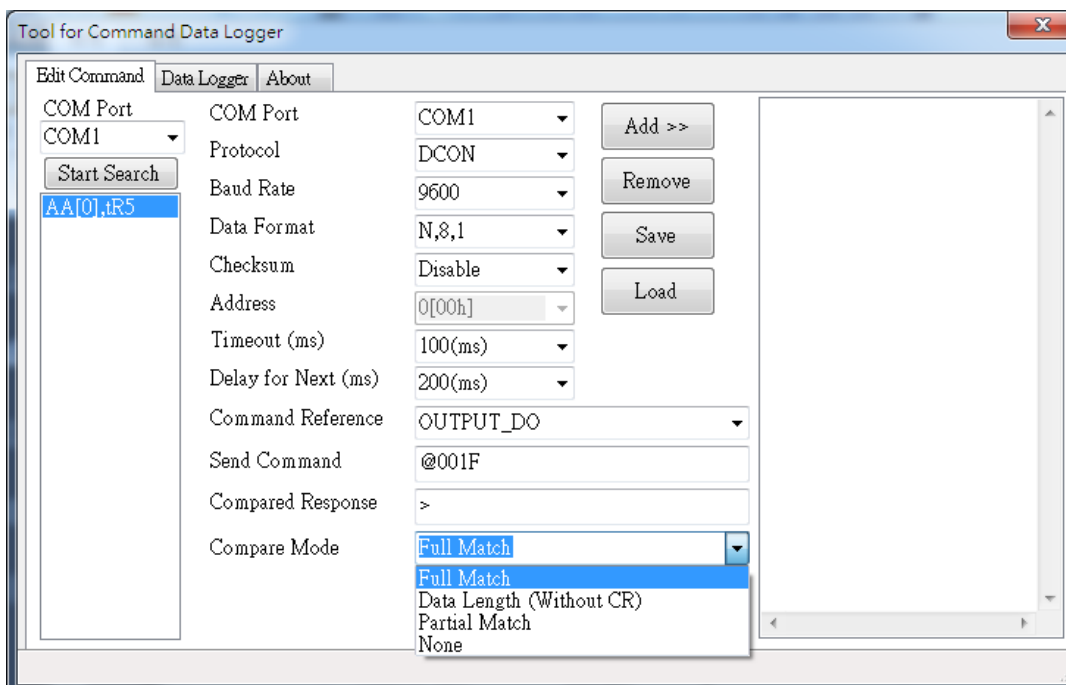 Tool for Command Data Logger
Edit Command Data Logger About
COM Port
COM1
Start Search
AA[0],tR5
COM Port COM1
Protocol DCON
Baud Rate 9600
Data Format N,8,1
Checksum Disable
Address 0[00h]
Timeout (ms) 100(ms)
Delay for Next (ms) 200(ms)
Command Reference OUTPUT_DO
Send Command @001F
Compared Response >
Compare Mode Full Match
Full Match
Data Length (Without CR)
Partial Match
None
Add >>
Remove
Save
Load